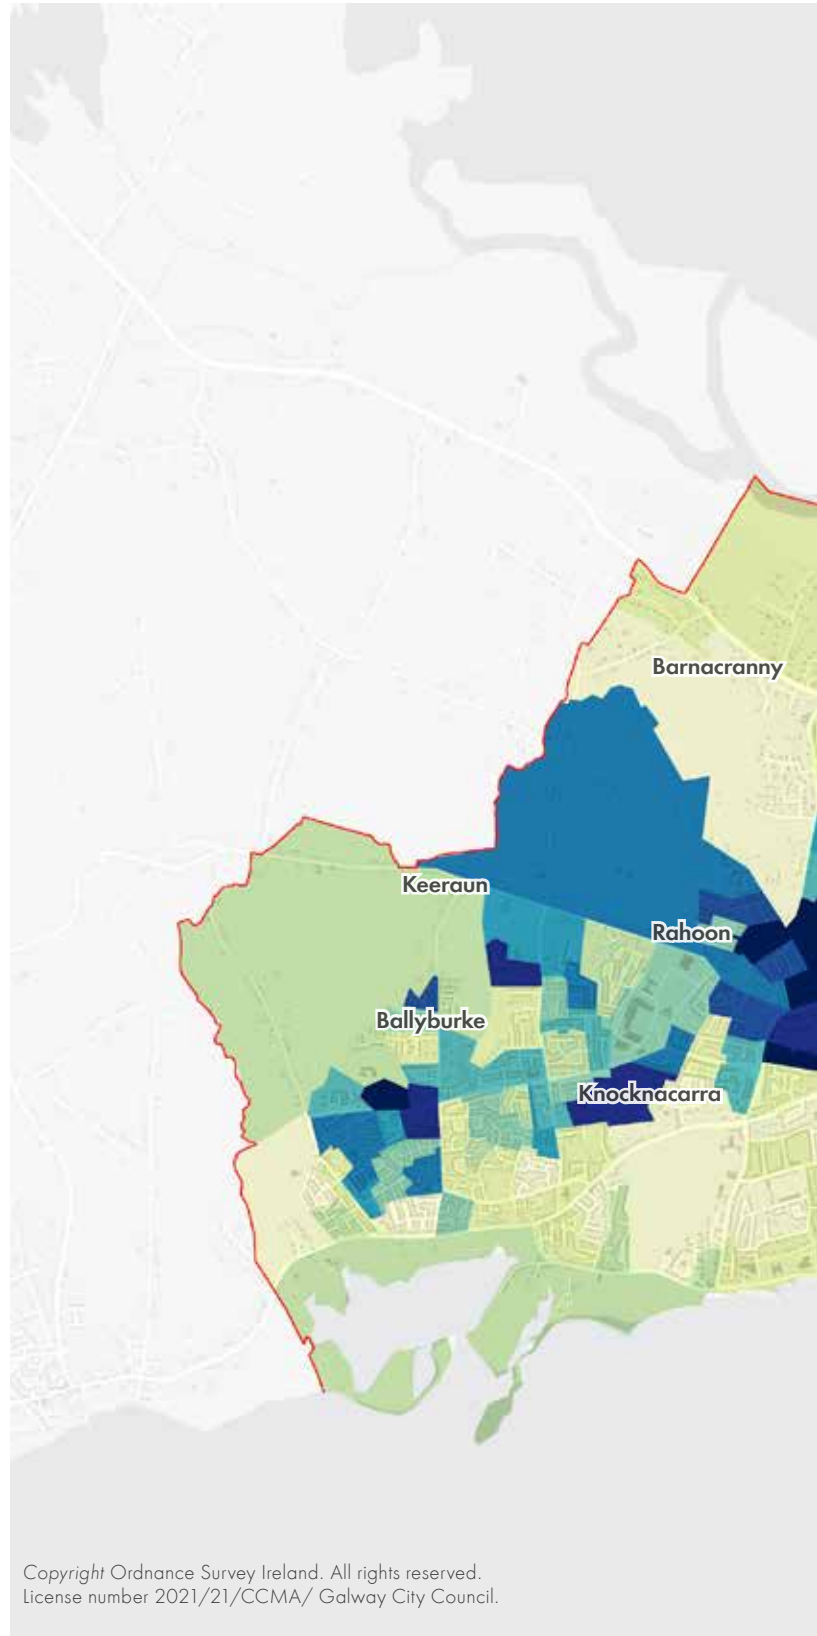 Barnacranny
Keeraun
Rahoon
Ballyburke
Knocknacarra
Copyright Ordnance Survey Ireland. All rights reserved.
License number 2021/21/CCMA/ Galway City Council.